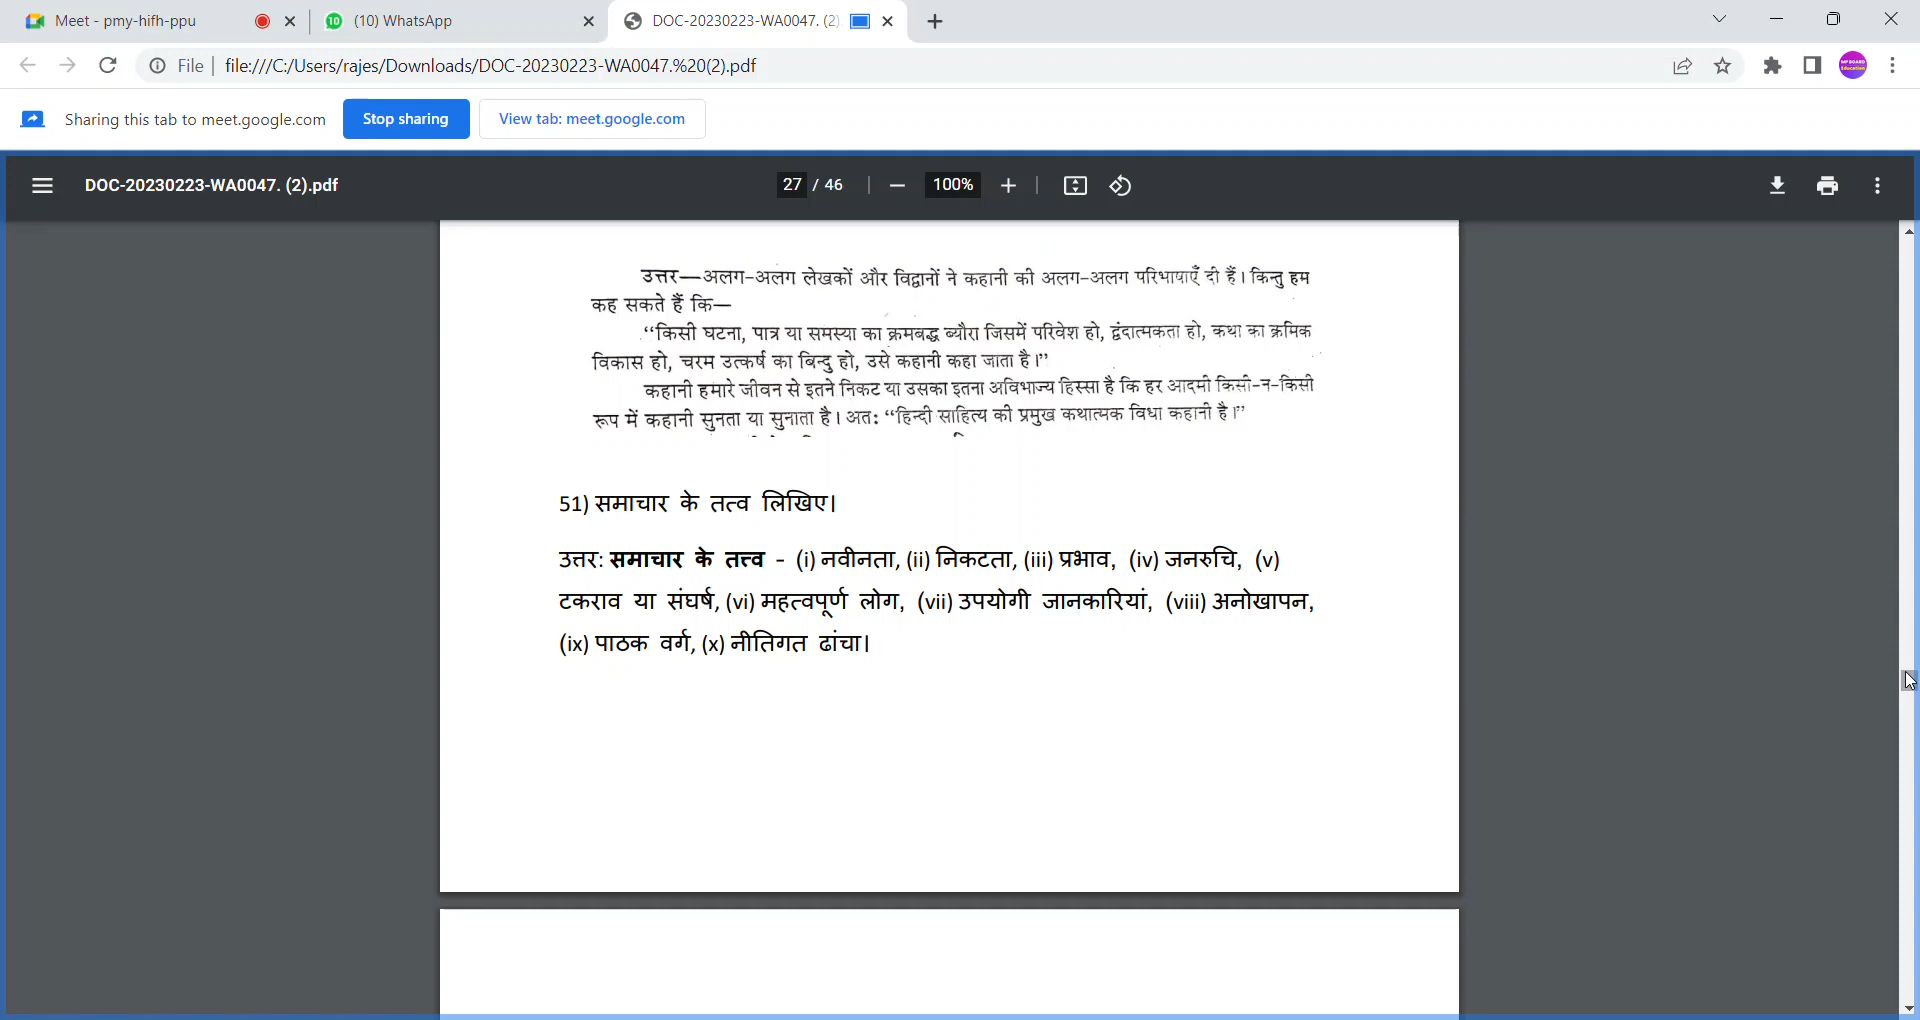 Meet - pmy-hifh-ppu
10 (10) WhatsApp
DOC-20230223-WA0047. (2)
File file:///C:/Users/rajes/Downloads/DOC-20230223-WA0047.%20(2).pdf
MP BOARD Education
Sharing this tab to meet.google.com Stop sharing View tab: meet.google.com
DOC-20230223-WA0047. (2).pdf 27 / 46 100%
उत्तर—अलग-अलग लेखकों और विद्वानों ने कहानी की अलग-अलग परिभाषाएँ दी हैं। किन्तु हम
कह सकते हैं कि—
“किसी घटना, पात्र या समस्या का क्रमबद्ध ब्यौरा जिसमें परिवेश हो, द्वंदात्मकता हो, कथा का क्रमिक
विकास हो, चरम उत्कर्ष का बिन्दु हो, उसे कहानी कहा जाता है।”
कहानी हमारे जीवन से इतने निकट या उसका इतना अविभाज्य हिस्सा है कि हर आदमी किसी-न-किसी
रूप में कहानी सुनता या सुनाता है। अत: “हिन्दी साहित्य की प्रमुख कथात्मक विधा कहानी है।”
51) समाचार के तत्व लिखिए।
उत्तर: समाचार के तत्त्व - (i) नवीनता, (ii) निकटता, (iii) प्रभाव, (iv) जनरुचि, (v)
टकराव या संघर्ष, (vi) महत्वपूर्ण लोग, (vii) उपयोगी जानकारियां, (viii) अनोखापन,
(ix) पाठक वर्ग, (x) नीतिगत ढांचा।